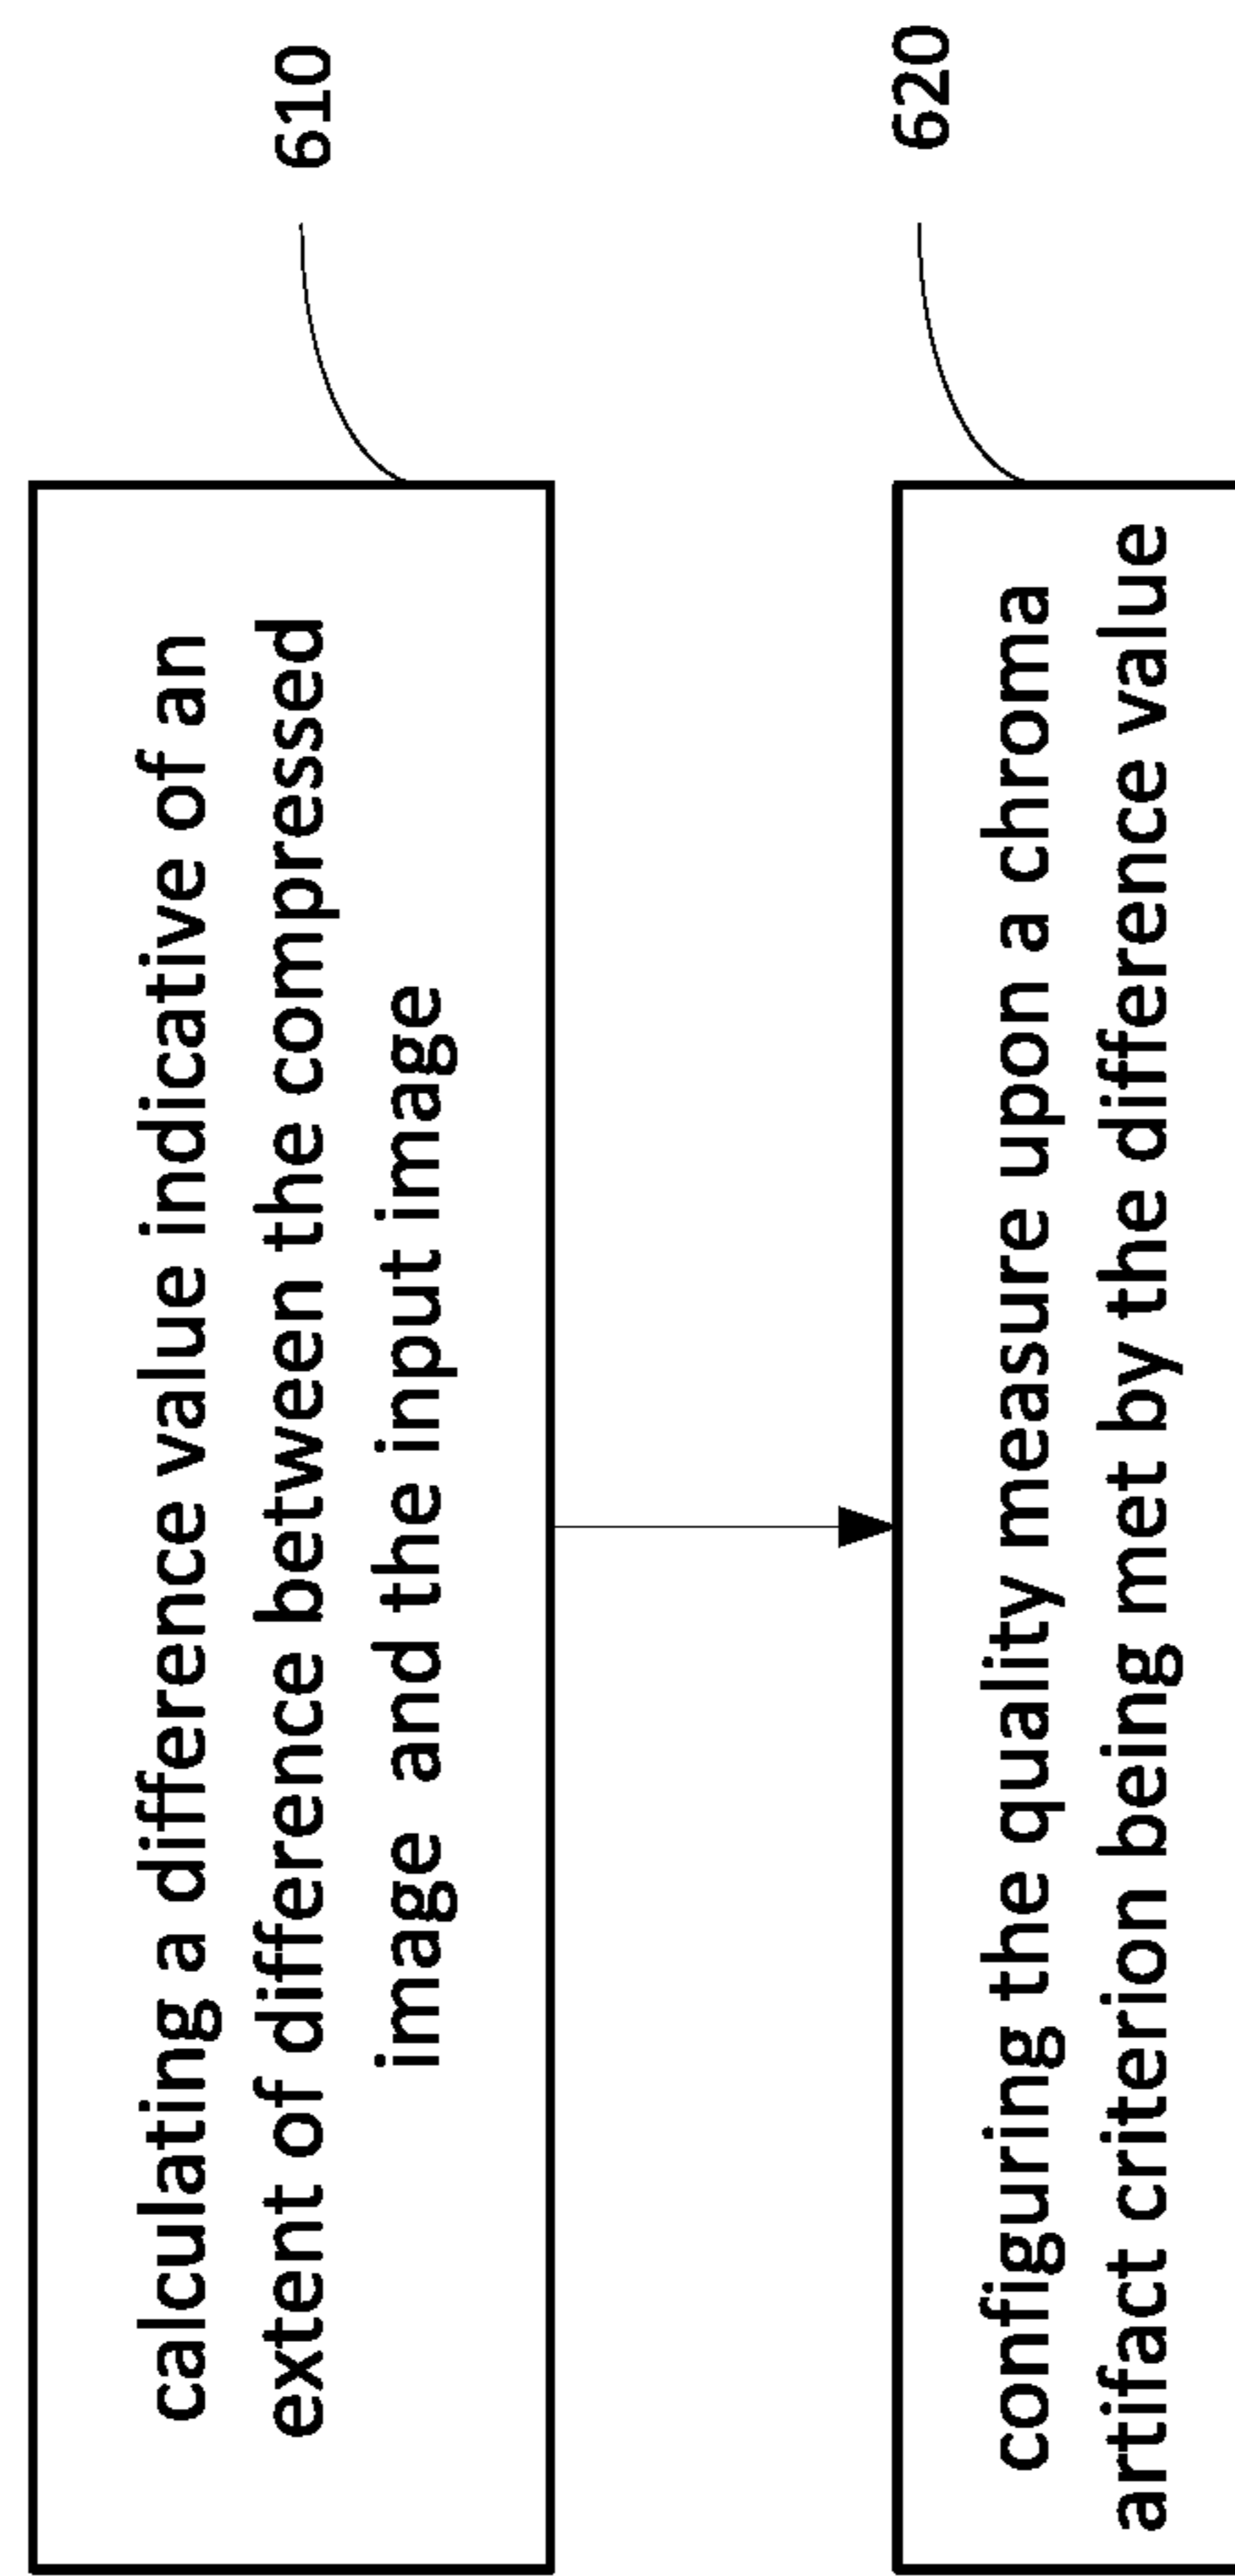 calculating a difference value indicative of an
extent of difference between the compressed
image and the input image
610
configuring the quality measure upon a chroma
artifact criterion being met by the difference value
620